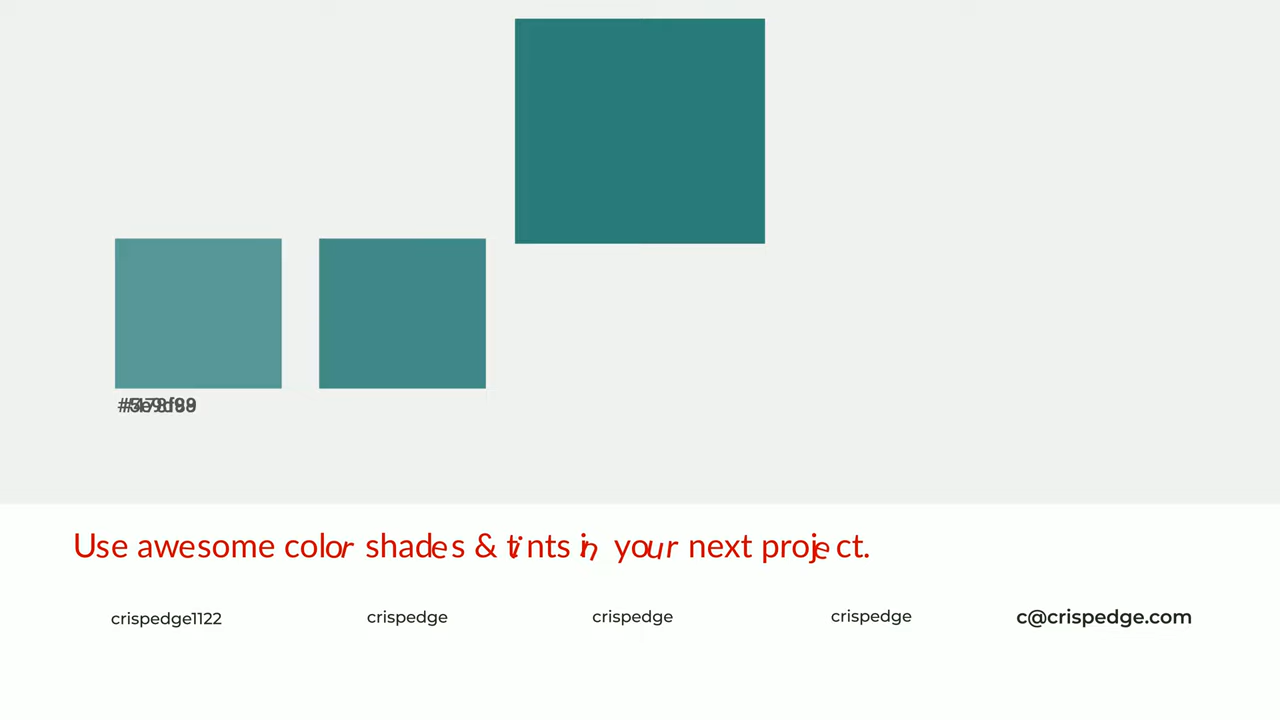 Use awesome color shades & tints in your next project.
crispedge1122 crispedge crispedge crispedge c@crispedge.com